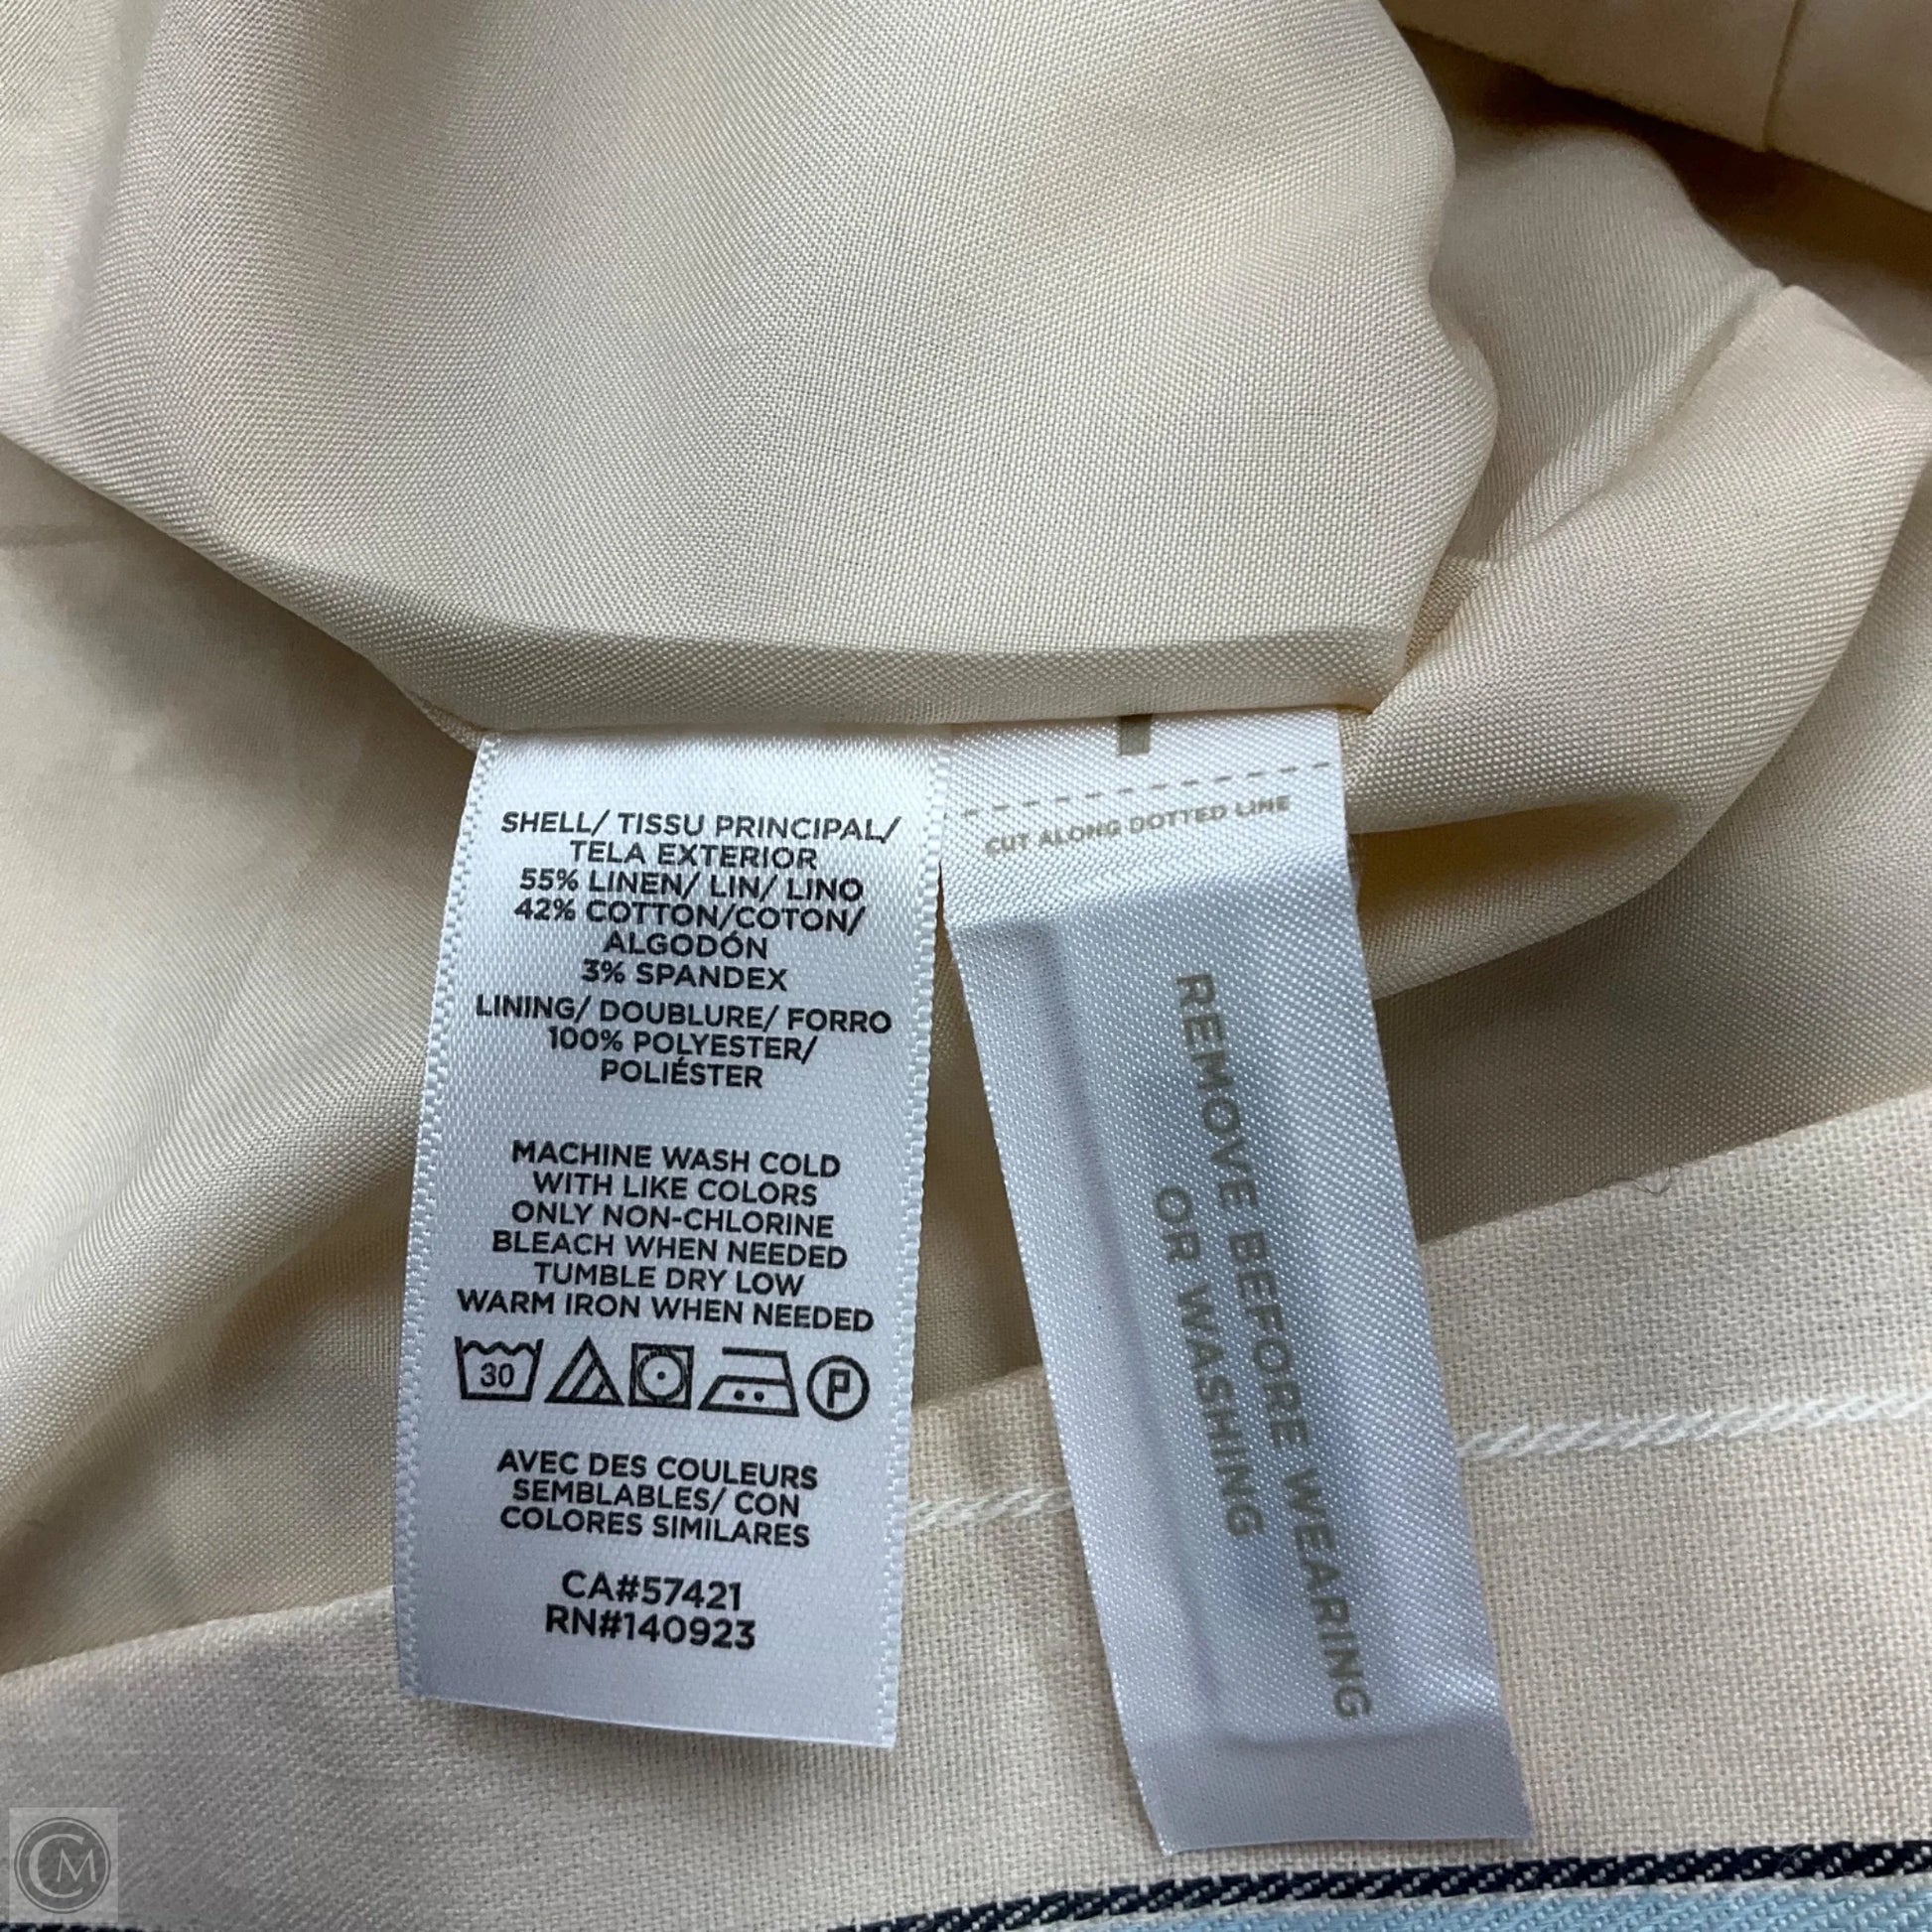 SHELL/ TISSU PRINCIPAL/
TELA EXTERIOR
55% LINEN/ LIN/ LINO
42% COTTON/COTON/
ALGODÓN
3% SPANDEX
LINING/ DOUBLURE/ FORRO
100% POLYESTER/
POLIÉSTER
MACHINE WASH COLD
WITH LIKE COLORS
ONLY NON-CHLORINE
BLEACH WHEN NEEDED
TUMBLE DRY LOW
WARM IRON WHEN NEEDED
30 P
AVEC DES COULEURS
SEMBLABLES/ CON
COLORES SIMILARES
CA#57421
RN#140923
CUT ALONG DOTTED LINE
REMOVE BEFORE WEARING
OR WASHING
CM